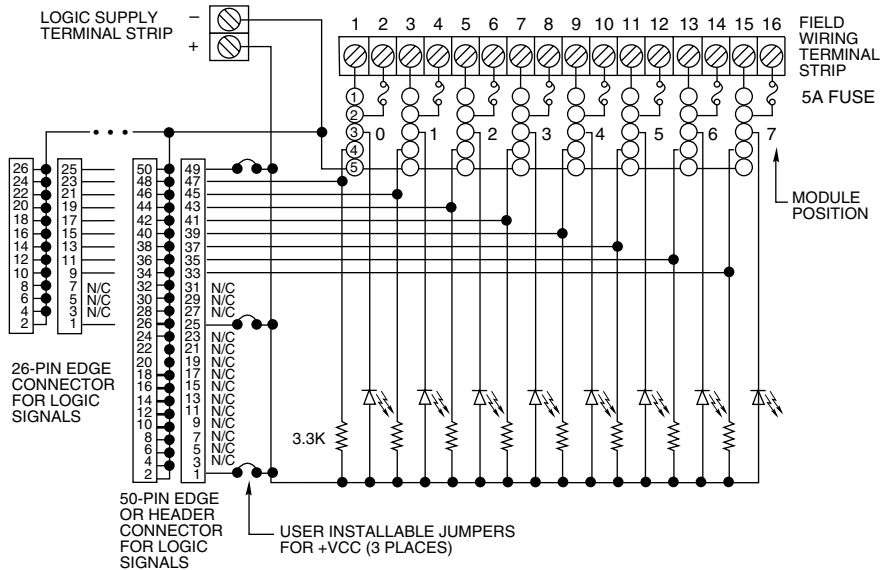 LOGIC SUPPLY
TERMINAL STRIP
–
+
1 2 3 4 5 6 7 8 9 10 11 12 13 14 15 16
FIELD
WIRING
TERMINAL
STRIP
5A FUSE
1
2
3
4
5
0 1 2 3 4 5 6 7
MODULE
POSITION
26
24
22
20
18
16
14
12
10
8
6
4
2
25
23
21
19
17
15
13
11
9
7 N/C
5 N/C
3 N/C
1
26-PIN EDGE
CONNECTOR
FOR LOGIC
SIGNALS
50
48
46
44
42
40
38
36
34
32
30
28
26
24
22
20
18
16
14
12
10
8
6
4
2
49
47
45
43
41
39
37
35
33
31 N/C
29 N/C
27 N/C
25
23 N/C
21 N/C
19 N/C
17 N/C
15 N/C
13 N/C
11 N/C
9 N/C
7 N/C
5 N/C
3 N/C
1
3.3K
50-PIN EDGE
OR HEADER
CONNECTOR
FOR LOGIC
SIGNALS
USER INSTALLABLE JUMPERS
FOR +VCC (3 PLACES)